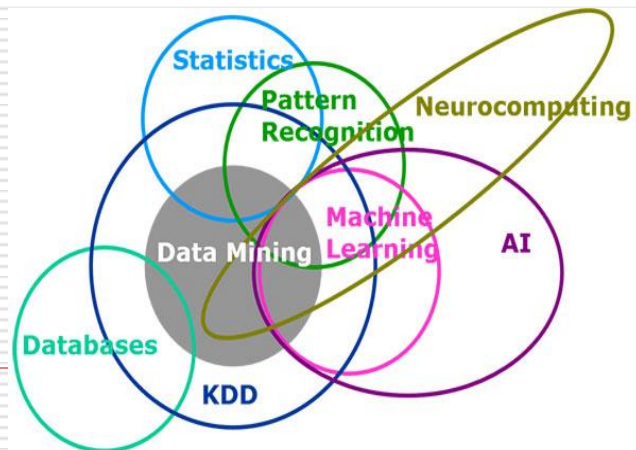 Statistics
Pattern
Recognition
Neurocomputing
Machine
Learning
Data Mining
AI
Databases
KDD